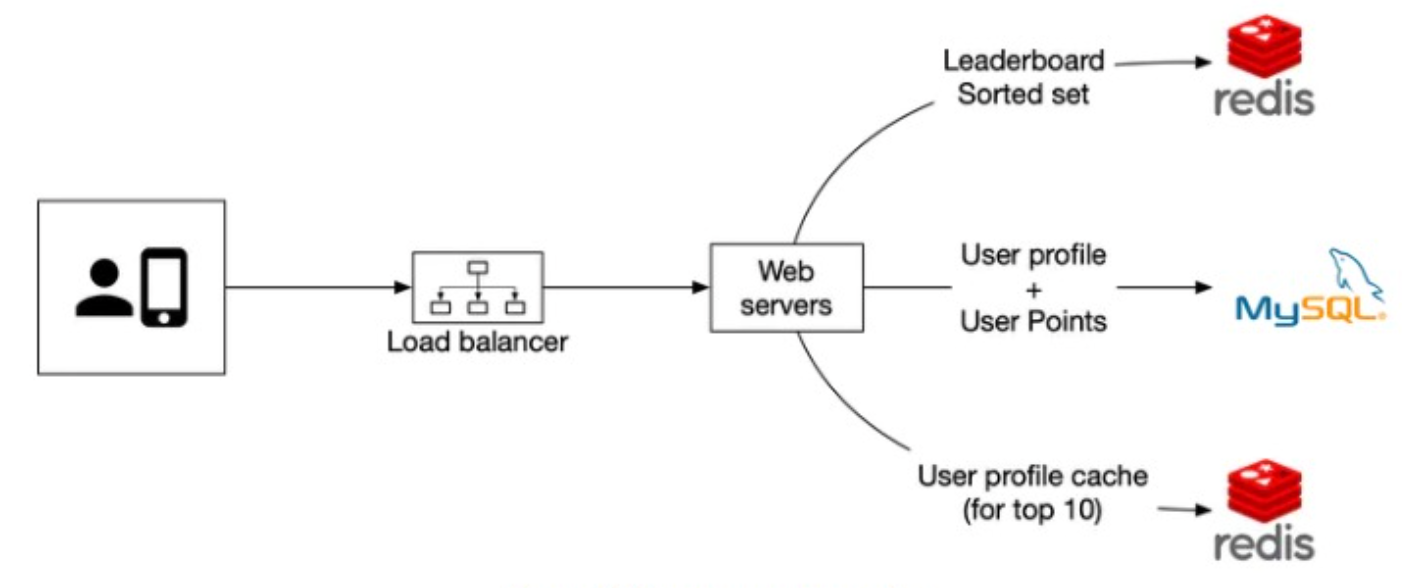 Leaderboard
Sorted set
redis
Load balancer
Web
servers
User profile
+
User Points
MySQL®
User profile cache
(for top 10)
redis